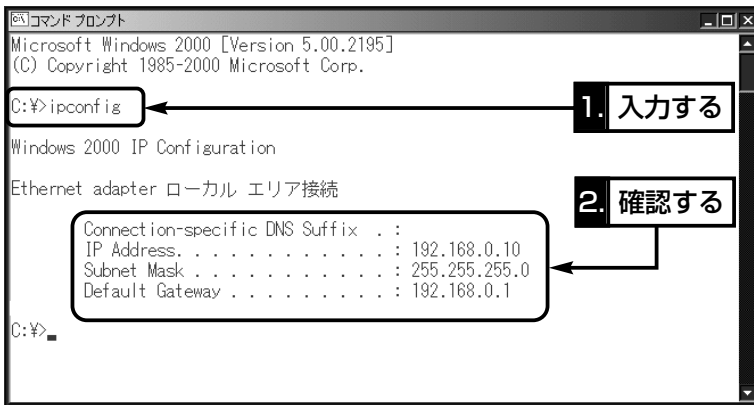 コマンド プロンプト
Microsoft Windows 2000 [Version 5.00.2195]
(C) Copyright 1985-2000 Microsoft Corp.
C:¥>ipconfig
1. 入力する
Windows 2000 IP Configuration
Ethernet adapter ローカル エリア接続
2. 確認する
Connection-specific DNS Suffix . :
IP Address. . . . . . . . . . . . : 192.168.0.10
Subnet Mask . . . . . . . . . . . : 255.255.255.0
Default Gateway . . . . . . . . . : 192.168.0.1
C:¥>_